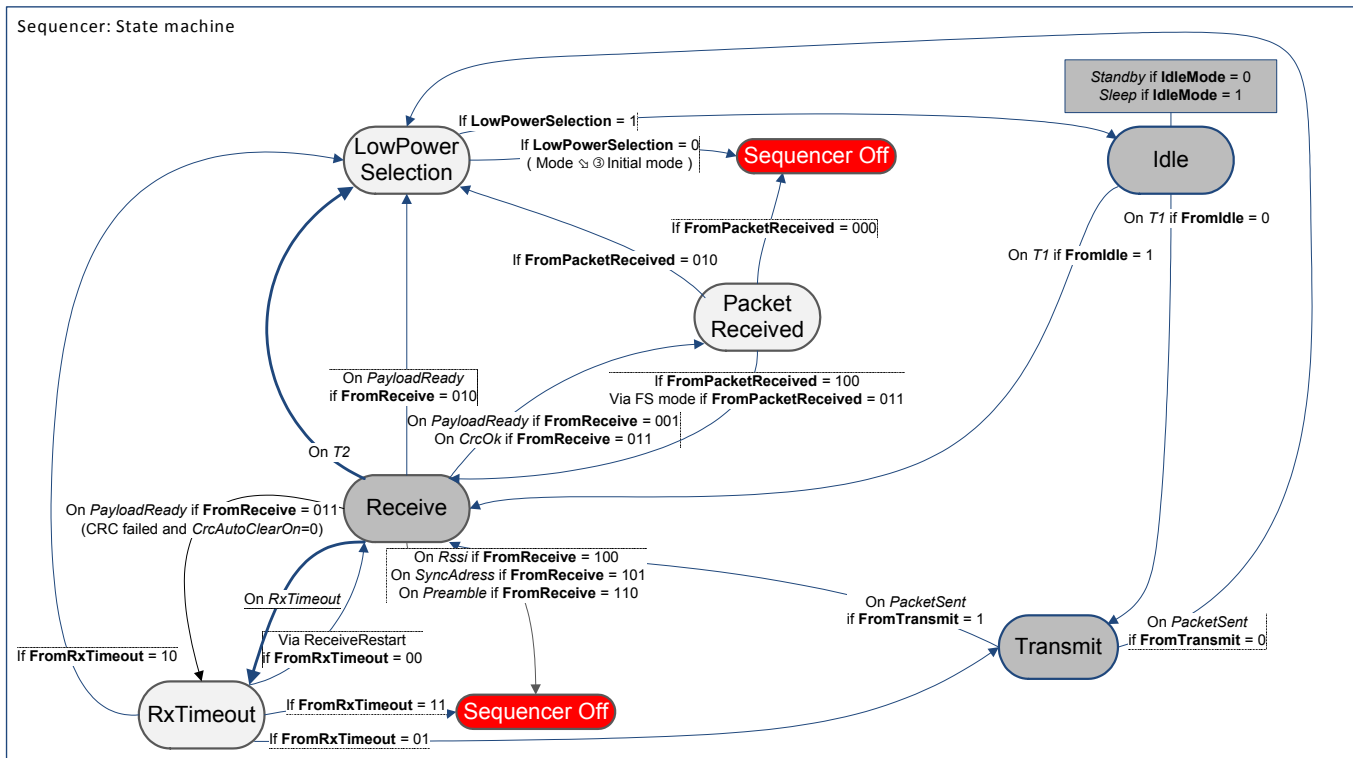 Sequencer: State machine
Standby if IdleMode = 0
Sleep if IdleMode = 1
If LowPowerSelection = 1
LowPower
Selection
If LowPowerSelection = 0
( Mode ⇘ ③ Initial mode )
Sequencer Off
Idle
On T1 if FromIdle = 0
If FromPacketReceived = 000
On T1 if FromIdle = 1
If FromPacketReceived = 010
Packet
Received
On PayloadReady
if FromReceive = 010
If FromPacketReceived = 100
Via FS mode if FromPacketReceived = 011
On PayloadReady if FromReceive = 001
On CrcOk if FromReceive = 011
On T2
Receive
On PayloadReady if FromReceive = 011
(CRC failed and CrcAutoClearOn=0)
On Rssi if FromReceive = 100
On SyncAdress if FromReceive = 101
On Preamble if FromReceive = 110
On RxTimeout
On PacketSent
if FromTransmit = 1
On PacketSent
if FromTransmit = 0
Transmit
Via ReceiveRestart
if FromRxTimeout = 00
If FromRxTimeout = 10
RxTimeout
If FromRxTimeout = 11
Sequencer Off
If FromRxTimeout = 01